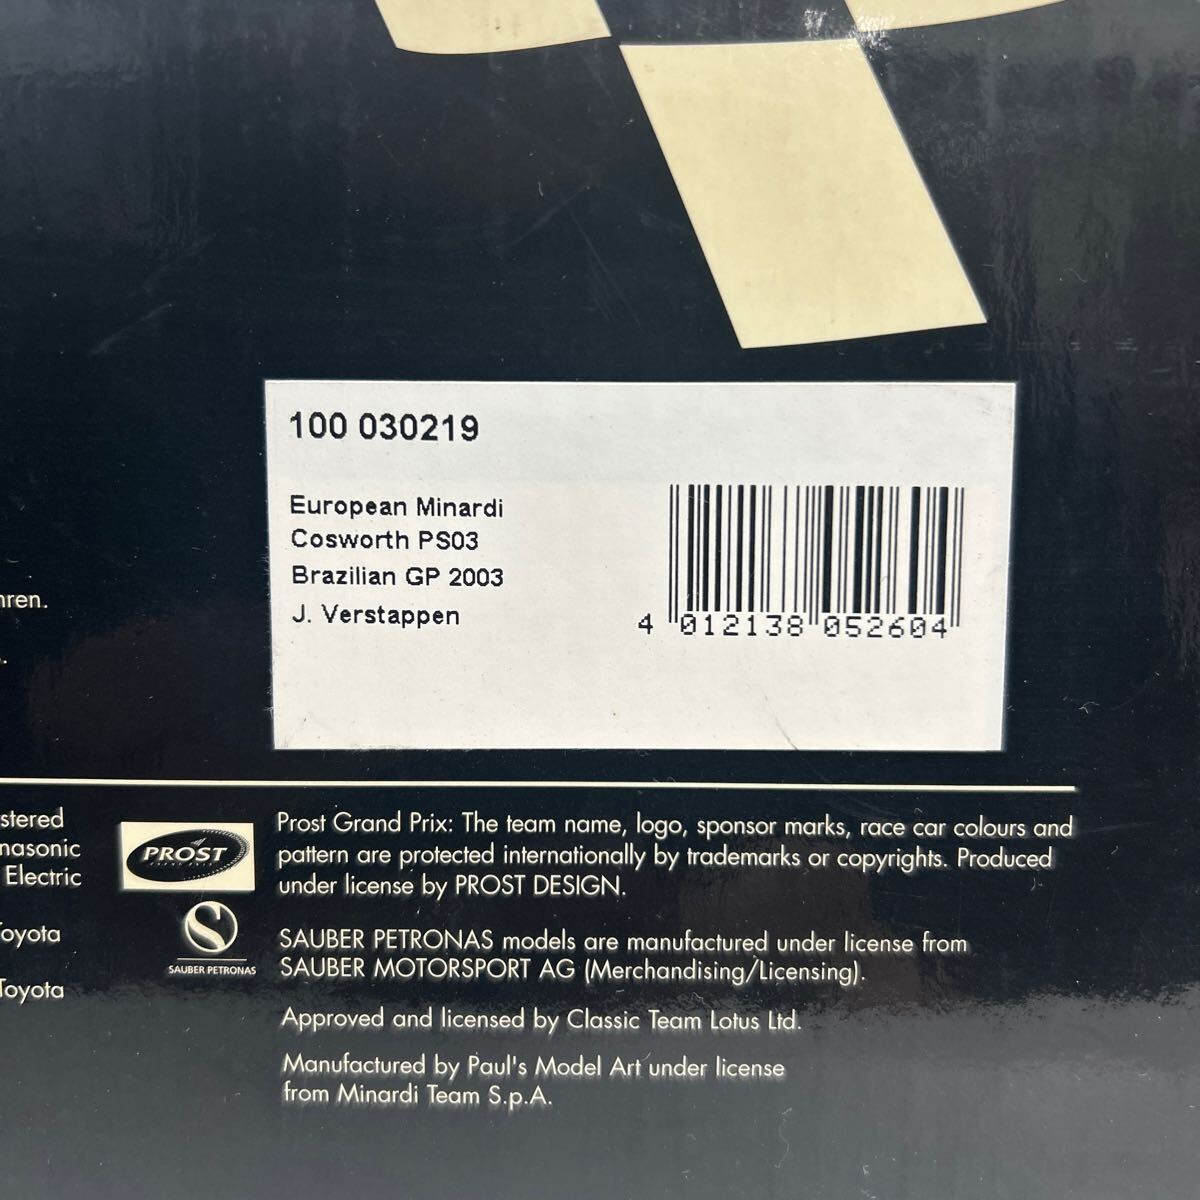 100 030219
European Minardi
Cosworth PS03
Brazilian GP 2003
J. Verstappen
4 012138 052604
hren.
stered
nasonic
Electric
Toyota
Toyota
PROST
SAUBER PETRONAS
Prost Grand Prix: The team name, logo, sponsor marks, race car colours and
pattern are protected internationally by trademarks or copyrights. Produced
under license by PROST DESIGN.
SAUBER PETRONAS models are manufactured under license from
SAUBER MOTORSPORT AG (Merchandising/Licensing).
Approved and licensed by Classic Team Lotus Ltd.
Manufactured by Paul's Model Art under license
from Minardi Team S.p.A.